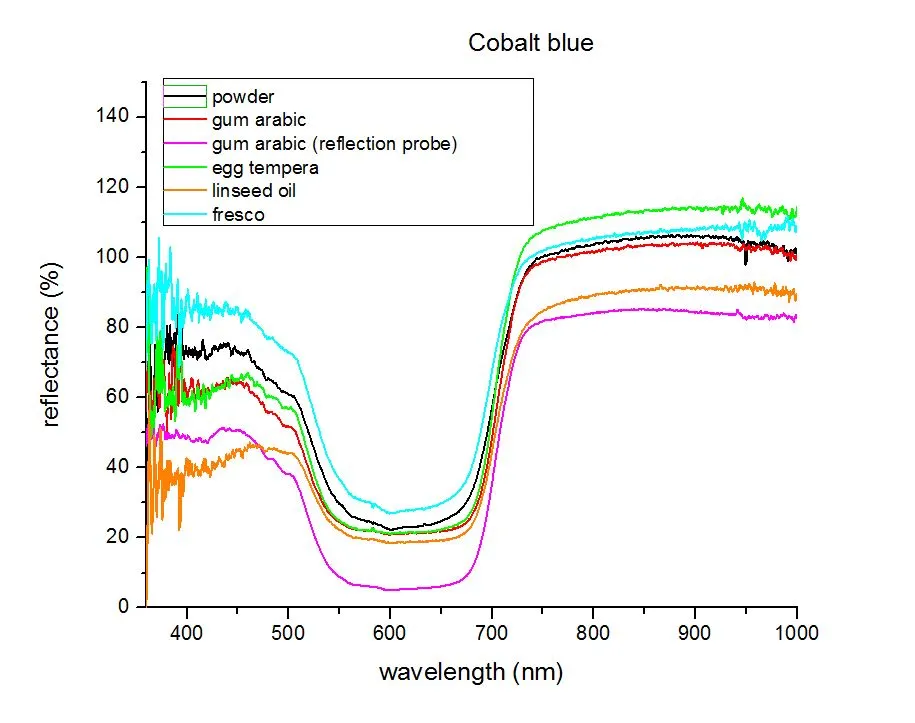 Cobalt blue
powder
gum arabic
gum arabic (reflection probe)
egg tempera
linseed oil
fresco
reflectance (%)
140
120
100
80
60
40
20
0
400 500 600 700 800 900 1000
wavelength (nm)